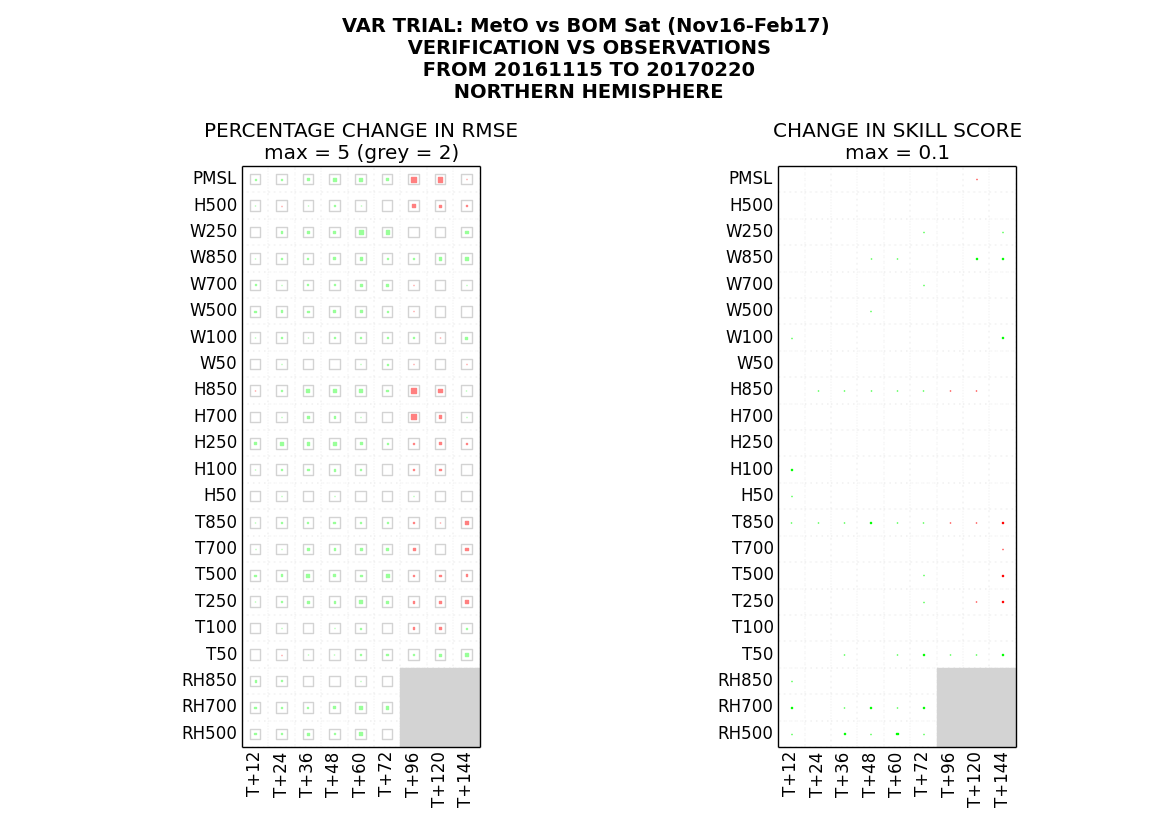 VAR TRIAL: MetO vs BOM Sat (Nov16-Feb17)
VERIFICATION VS OBSERVATIONS
FROM 20161115 TO 20170220
NORTHERN HEMISPHERE
PERCENTAGE CHANGE IN RMSE
max = 5 (grey = 2)
PMSL
H500
W250
W850
W700
W500
W100
W50
H850
H700
H250
H100
H50
T850
T700
T500
T250
T100
T50
RH850
RH700
RH500
T+12
T+24
T+36
T+48
T+60
T+72
T+96
T+120
T+144
CHANGE IN SKILL SCORE
max = 0.1
PMSL
H500
W250
W850
W700
W500
W100
W50
H850
H700
H250
H100
H50
T850
T700
T500
T250
T100
T50
RH850
RH700
RH500
T+12
T+24
T+36
T+48
T+60
T+72
T+96
T+120
T+144